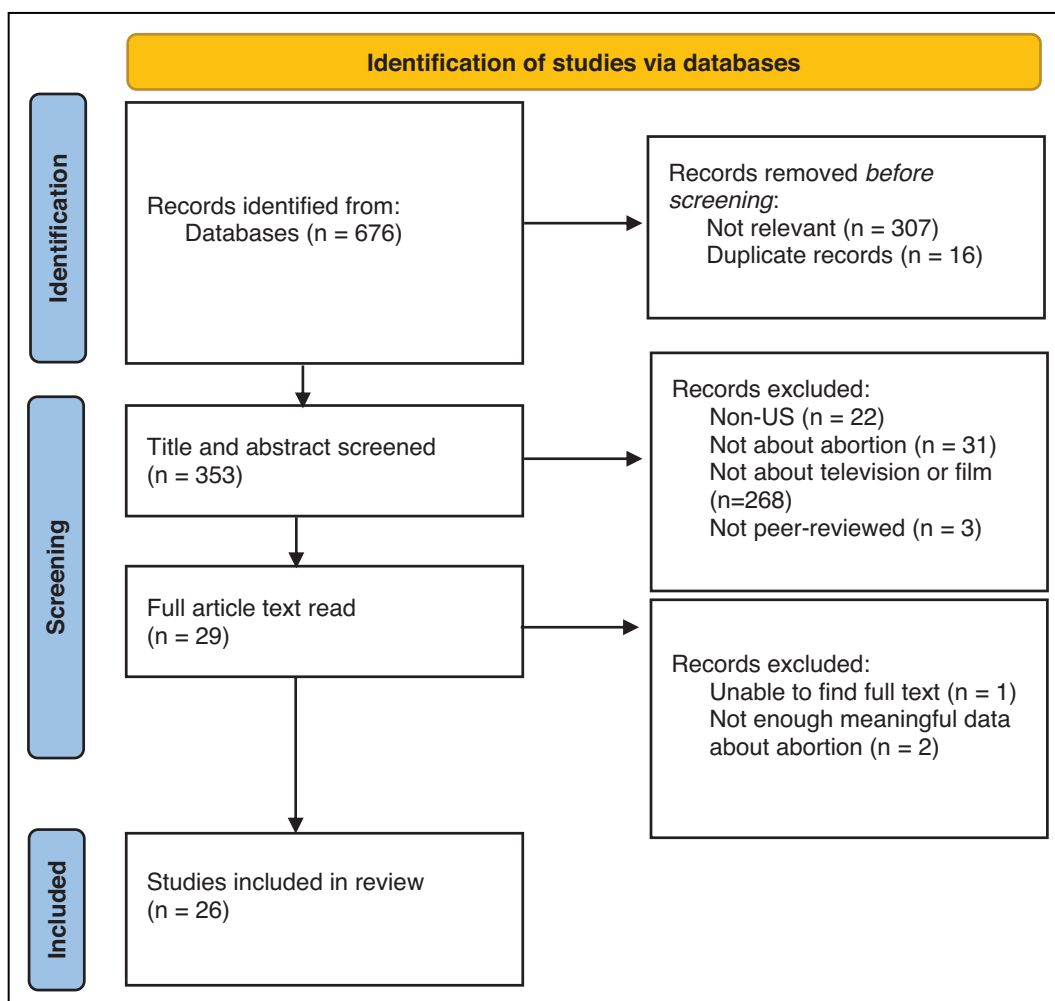 Identification of studies via databases
Identification
Records identified from:
Databases (n = 676)
Records removed before
screening:
Not relevant (n = 307)
Duplicate records (n = 16)
Screening
Title and abstract screened
(n = 353)
Records excluded:
Non-US (n = 22)
Not about abortion (n = 31)
Not about television or film
(n=268)
Not peer-reviewed (n = 3)
Full article text read
(n = 29)
Records excluded:
Unable to find full text (n = 1)
Not enough meaningful data
about abortion (n = 2)
Included
Studies included in review
(n = 26)